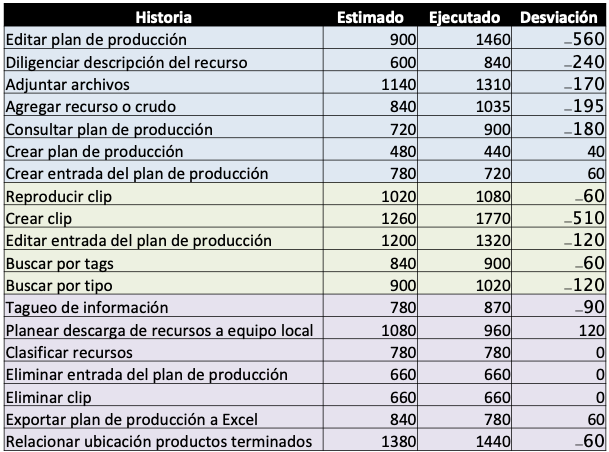 Historia Estimado Ejecutado Desviación
Editar plan de producción 900 1460 –560
Diligenciar descripción del recurso 600 840 –240
Adjuntar archivos 1140 1310 –170
Agregar recurso o crudo 840 1035 –195
Consultar plan de producción 720 900 –180
Crear plan de producción 480 440 40
Crear entrada del plan de producción 780 720 60
Reproducir clip 1020 1080 –60
Crear clip 1260 1770 –510
Editar entrada del plan de producción 1200 1320 –120
Buscar por tags 840 900 –60
Buscar por tipo 900 1020 –120
Tagueo de información 780 870 –90
Planear descarga de recursos a equipo local 1080 960 120
Clasificar recursos 780 780 0
Eliminar entrada del plan de producción 660 660 0
Eliminar clip 660 660 0
Exportar plan de producción a Excel 840 780 60
Relacionar ubicación productos terminados 1380 1440 –60